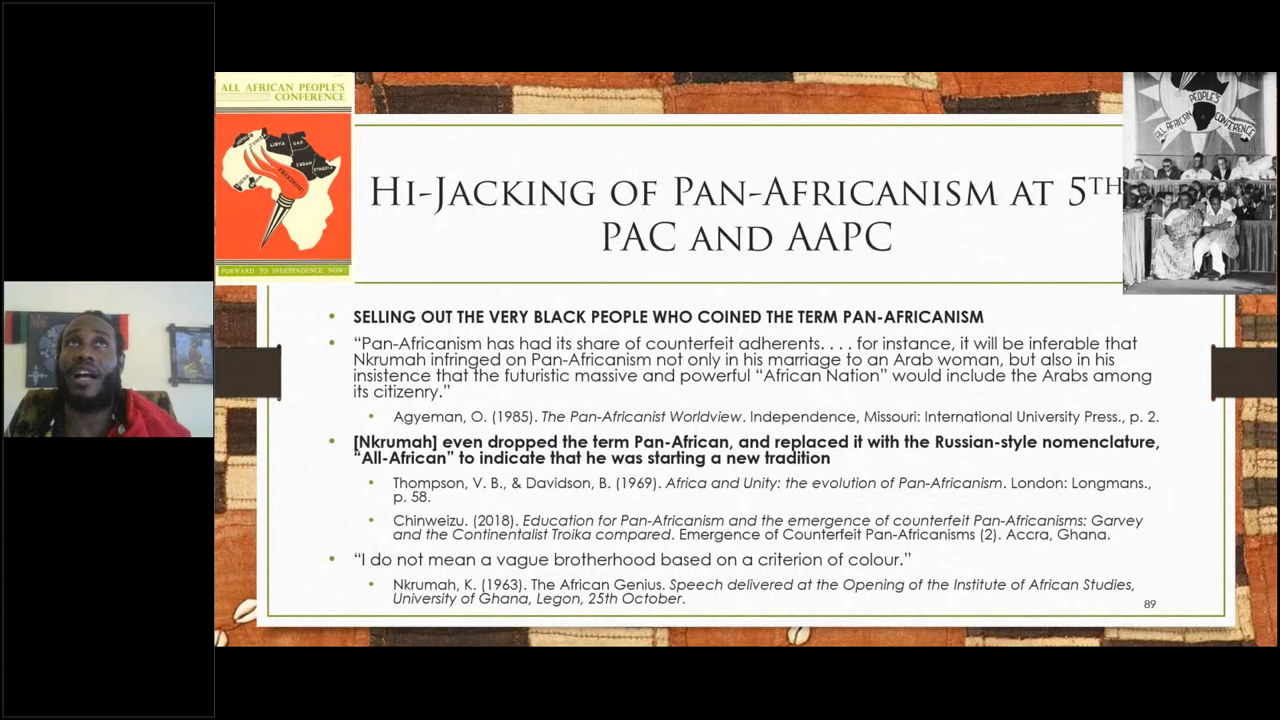 ALL AFRICAN PEOPLE'S
CONFERENCE
LIBYA
UAR
SUDAN
ETHIOPIA
FREEDOM!
FORWARD TO INDEPENDENCE NOW!
PEOPLE'S
ALL AFRICAN CONFERENCE
HI-JACKING OF PAN-AFRICANISM AT 5TH
PAC AND AAPC
• SELLING OUT THE VERY BLACK PEOPLE WHO COINED THE TERM PAN-AFRICANISM
• “Pan-Africanism has had its share of counterfeit adherents. . . . for instance, it will be inferable that
Nkrumah infringed on Pan-Africanism not only in his marriage to an Arab woman, but also in his
insistence that the futuristic massive and powerful “African Nation” would include the Arabs among
its citizenry.”
• Agyeman, O. (1985). The Pan-Africanist Worldview. Independence, Missouri: International University Press., p. 2.
• [Nkrumah] even dropped the term Pan-African, and replaced it with the Russian-style nomenclature,
“All-African” to indicate that he was starting a new tradition
• Thompson, V. B., & Davidson, B. (1969). Africa and Unity: the evolution of Pan-Africanism. London: Longmans.,
p. 58.
• Chinweizu. (2018). Education for Pan-Africanism and the emergence of counterfeit Pan-Africanisms: Garvey
and the Continentalist Troika compared. Emergence of Counterfeit Pan-Africanisms (2). Accra, Ghana.
• “I do not mean a vague brotherhood based on a criterion of colour.”
• Nkrumah, K. (1963). The African Genius. Speech delivered at the Opening of the Institute of African Studies,
University of Ghana, Legon, 25th October.
89